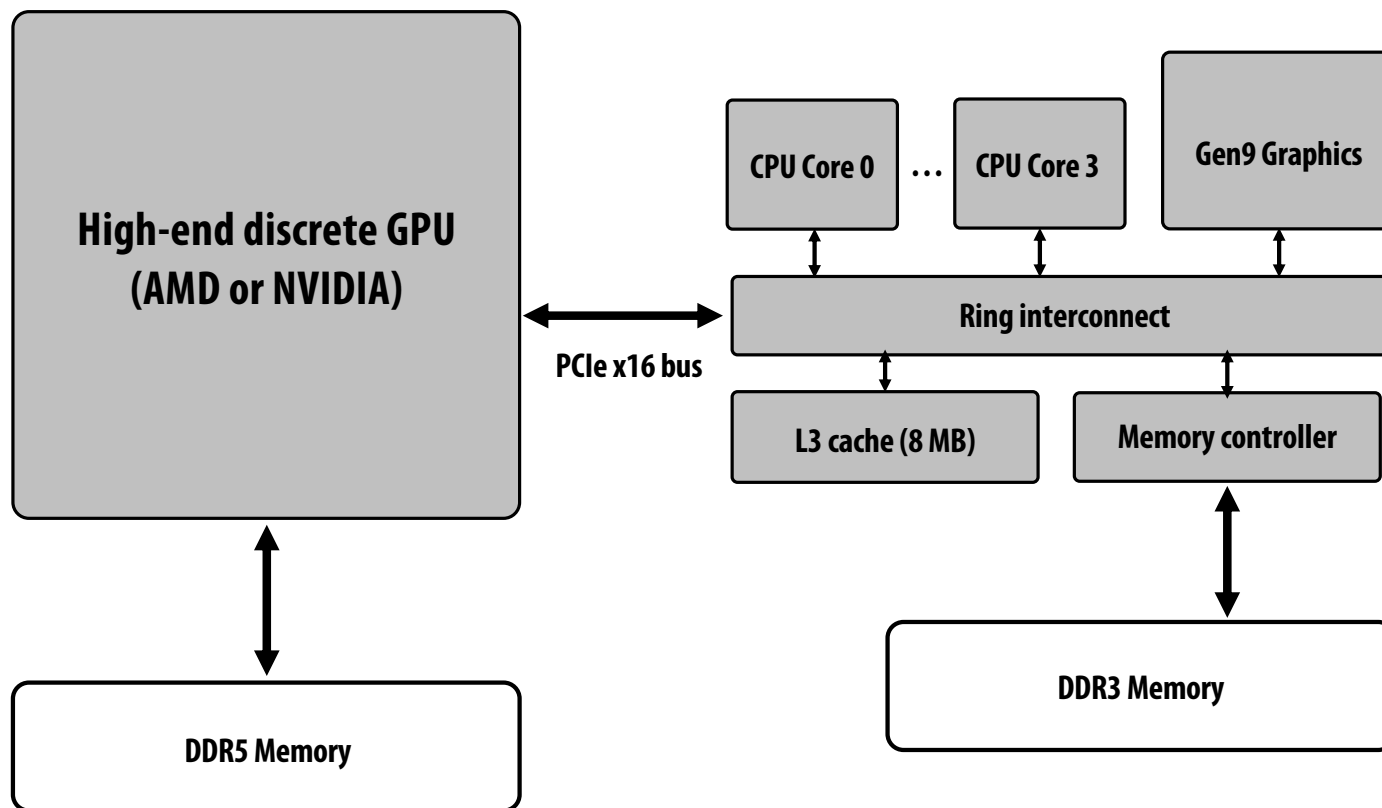 High-end discrete GPU
(AMD or NVIDIA)
DDR5 Memory
PCIe x16 bus
CPU Core 0
...
CPU Core 3
Gen9 Graphics
Ring interconnect
L3 cache (8 MB)
Memory controller
DDR3 Memory